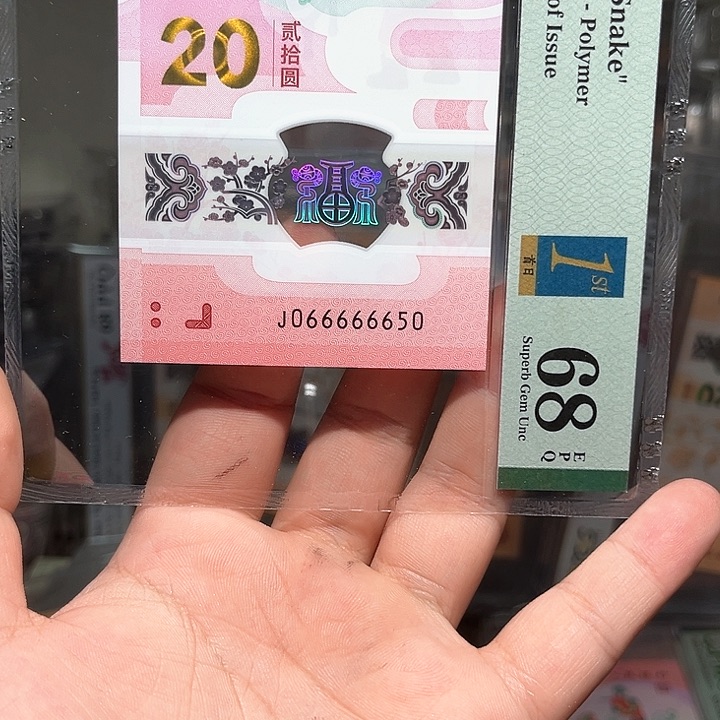 20
贰拾圆
J066666650
Snake"
- Polymer
of Issue
1st
首日
68
EPQ
Superb Gem Unc